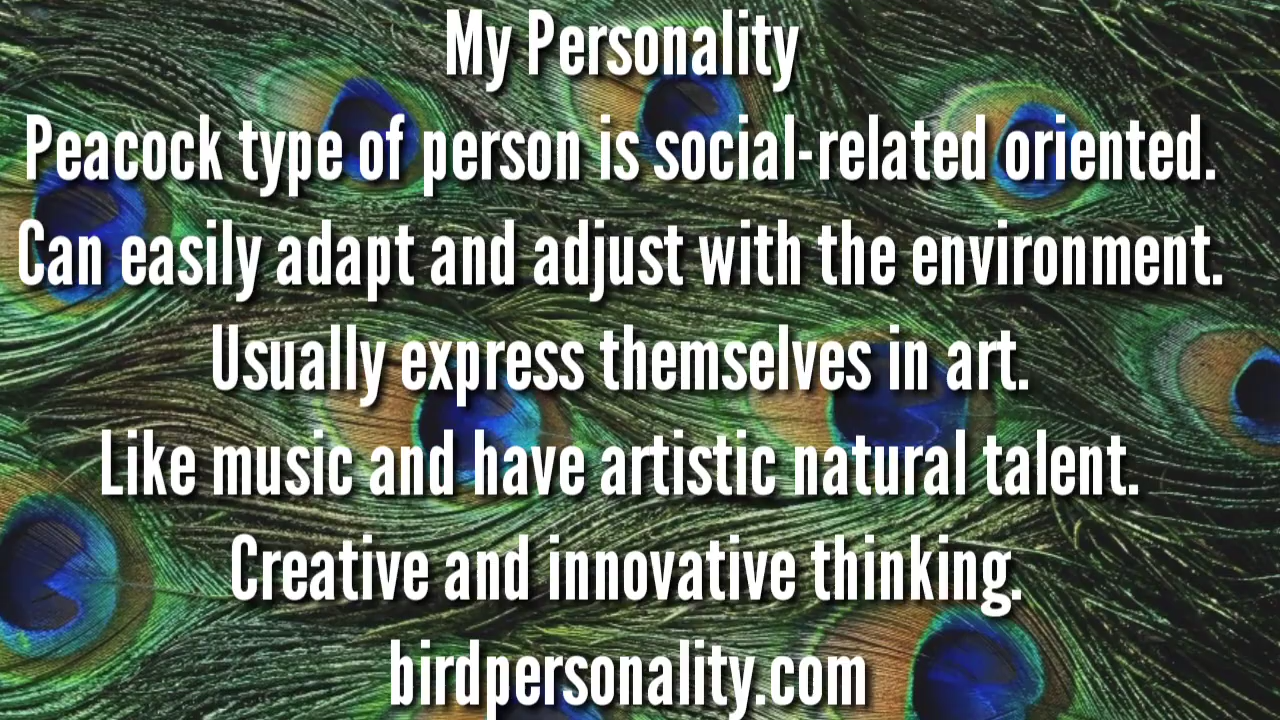 My Personality
Peacock type of person is social-related oriented.
Can easily adapt and adjust with the environment.
Usually express themselves in art.
Like music and have artistic natural talent.
Creative and innovative thinking.
birdpersonality.com